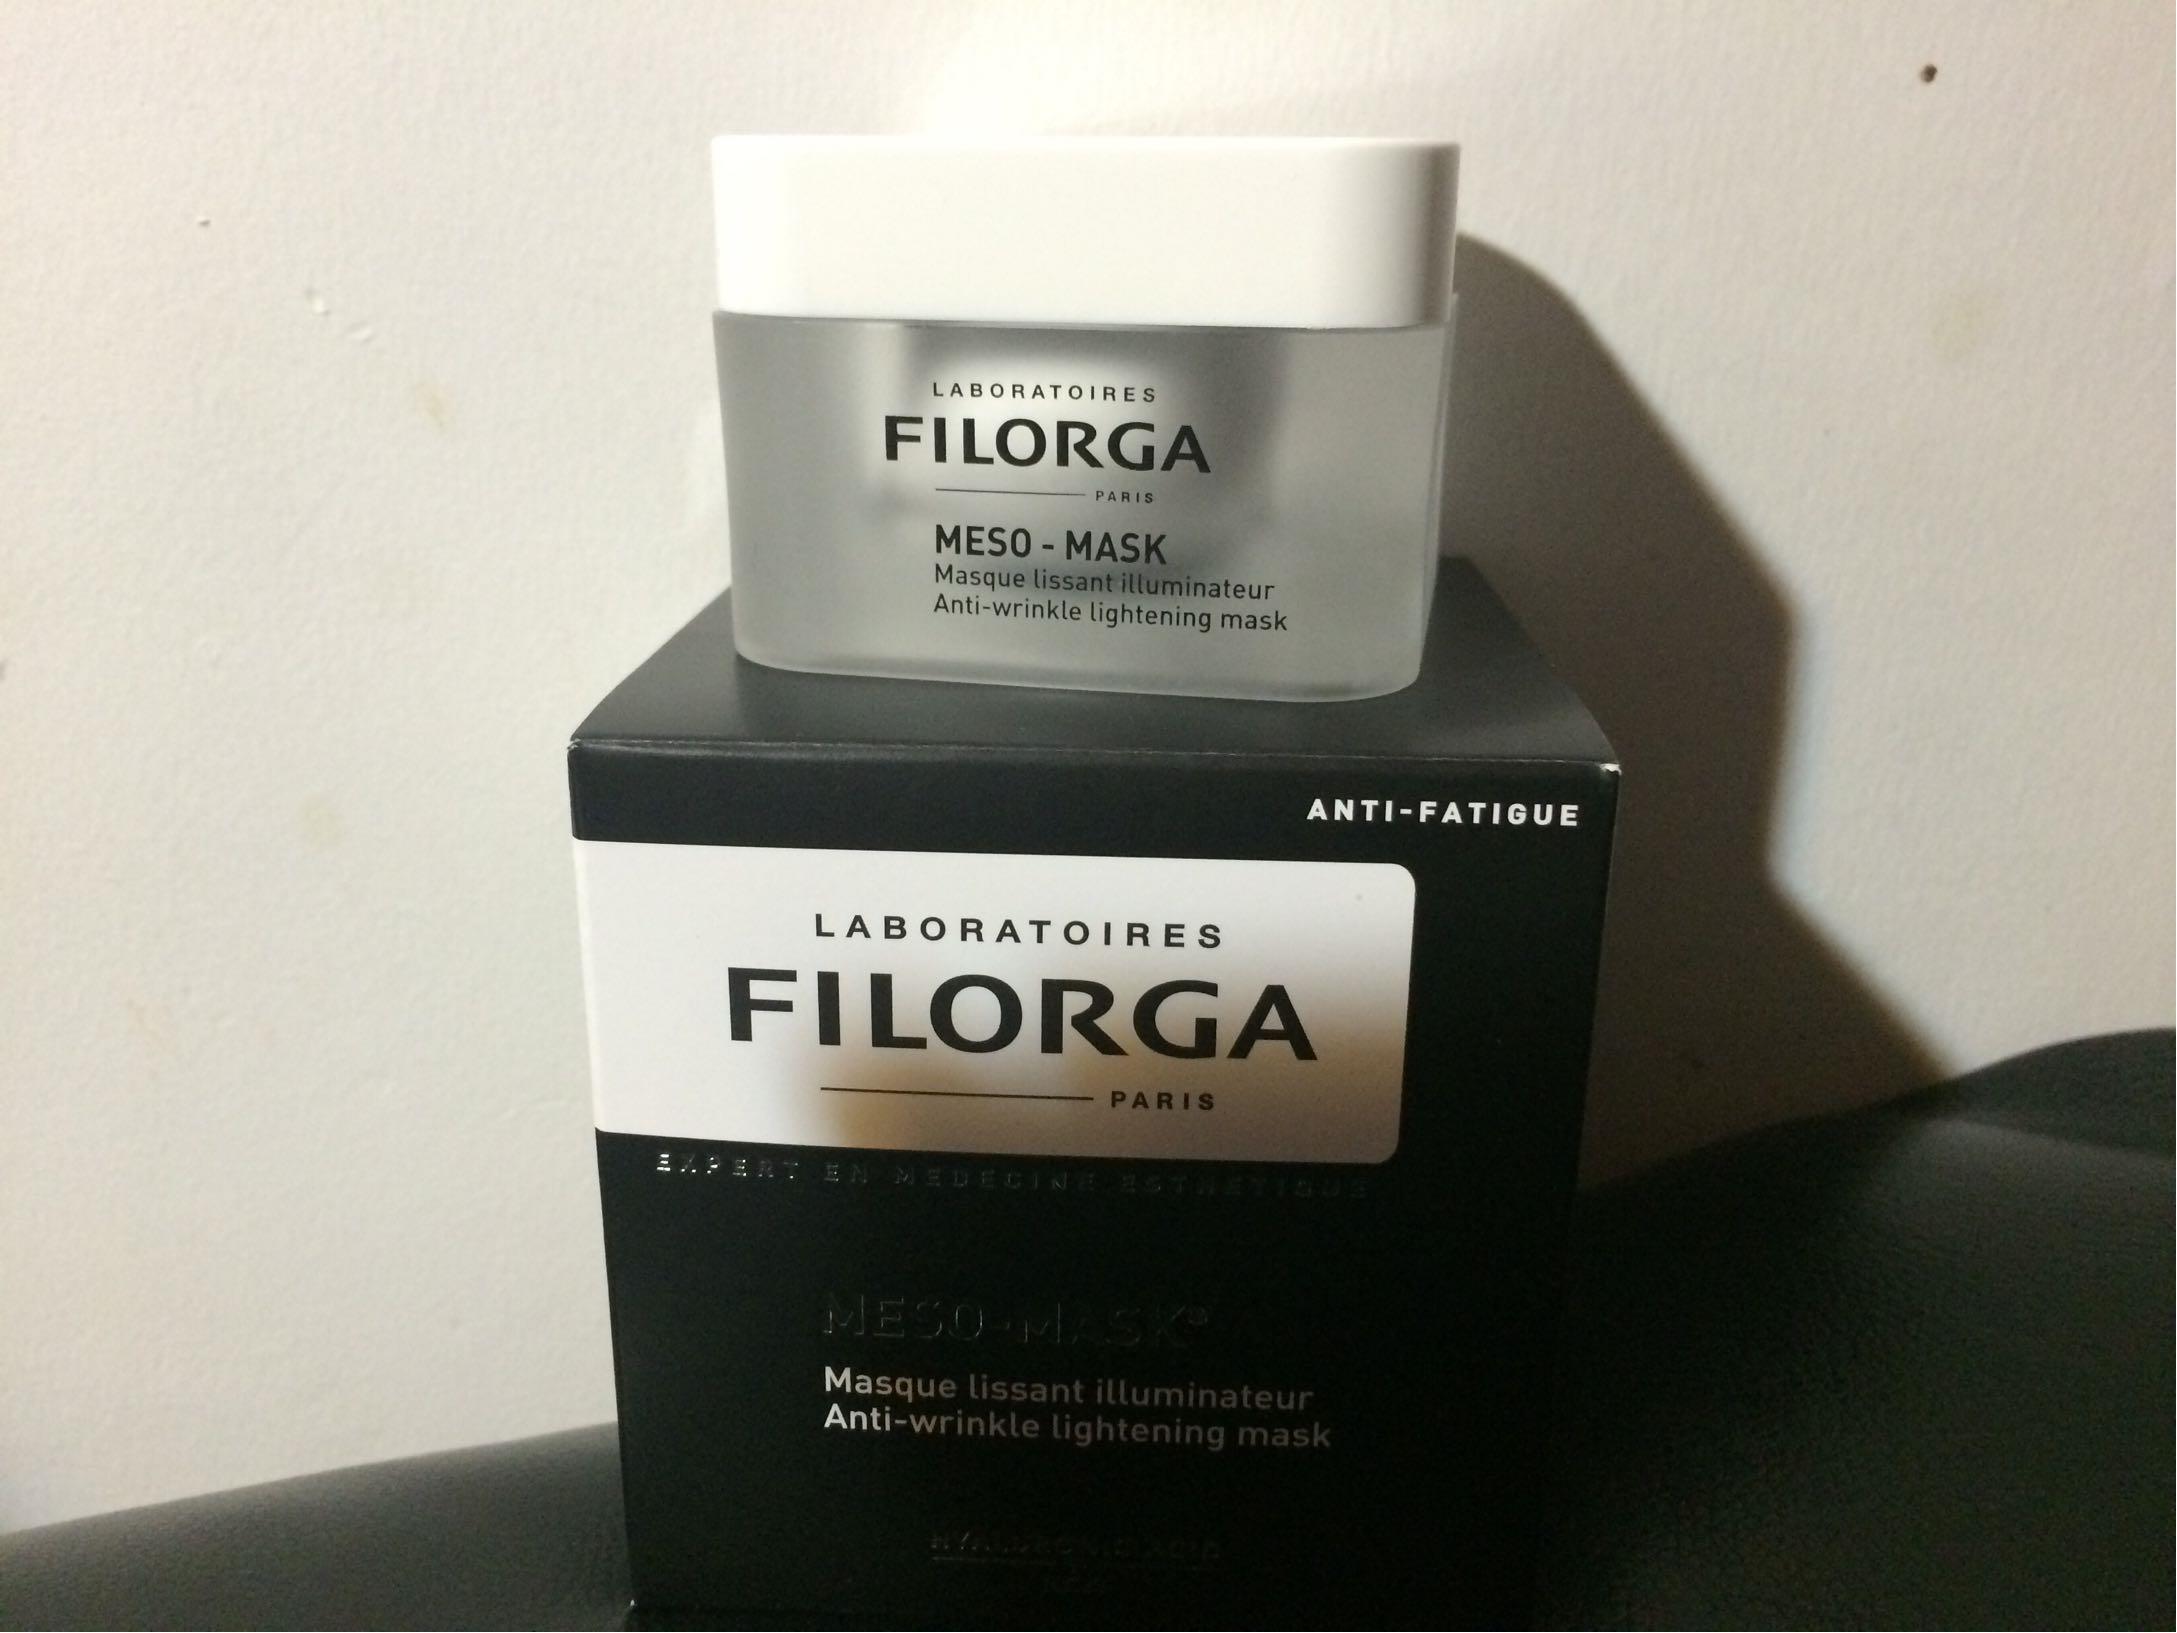 LABORATOIRES
FILORGA
PARIS
MESO - MASK
Masque lissant illuminateur
Anti-wrinkle lightening mask
ANTI-FATIGUE
LABORATOIRES
FILORGA
PARIS
EXPERT EN MEDECINE ESTHETIQUE
MESO-MASK®
Masque lissant illuminateur
Anti-wrinkle lightening mask